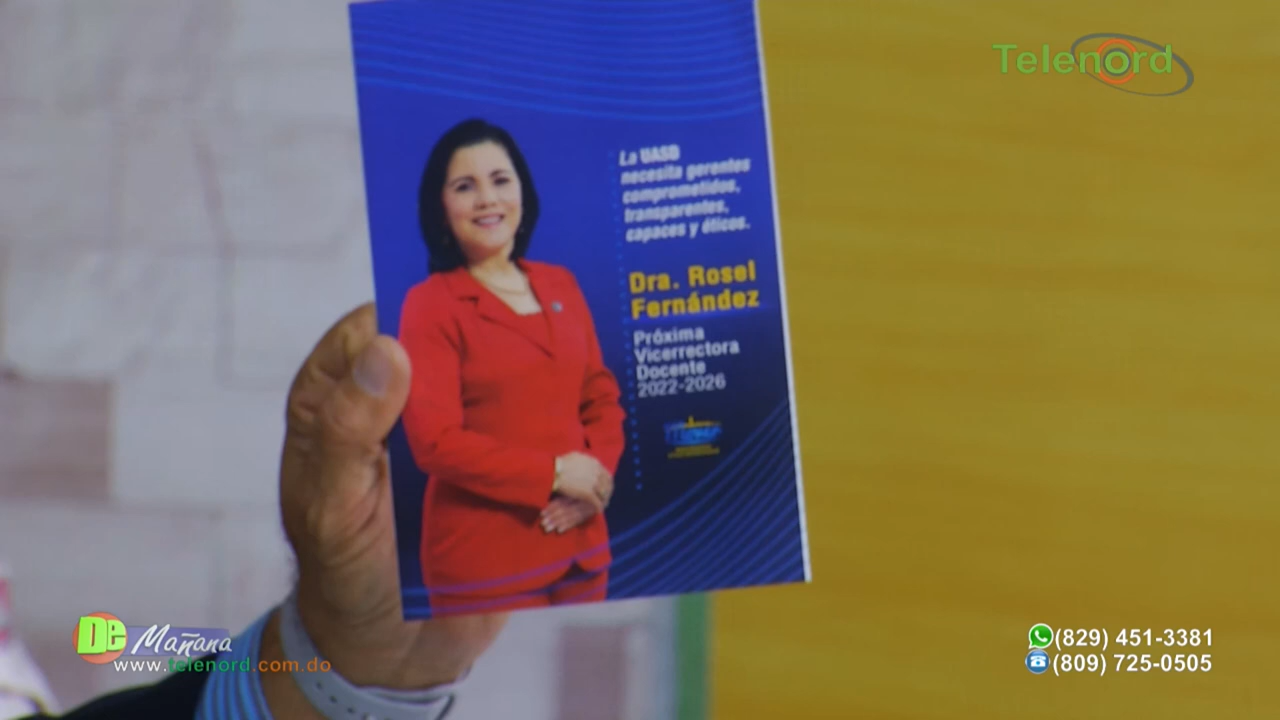 Telenord
La UASD
necesita gerentes
comprometidos,
transparentes,
capaces y éticos.
Dra. Rosel
Fernández
Próxima
Vicerrectora
Docente
2022-2026
De Mañana
www.telenord.com.do
(829) 451-3381
(809) 725-0505